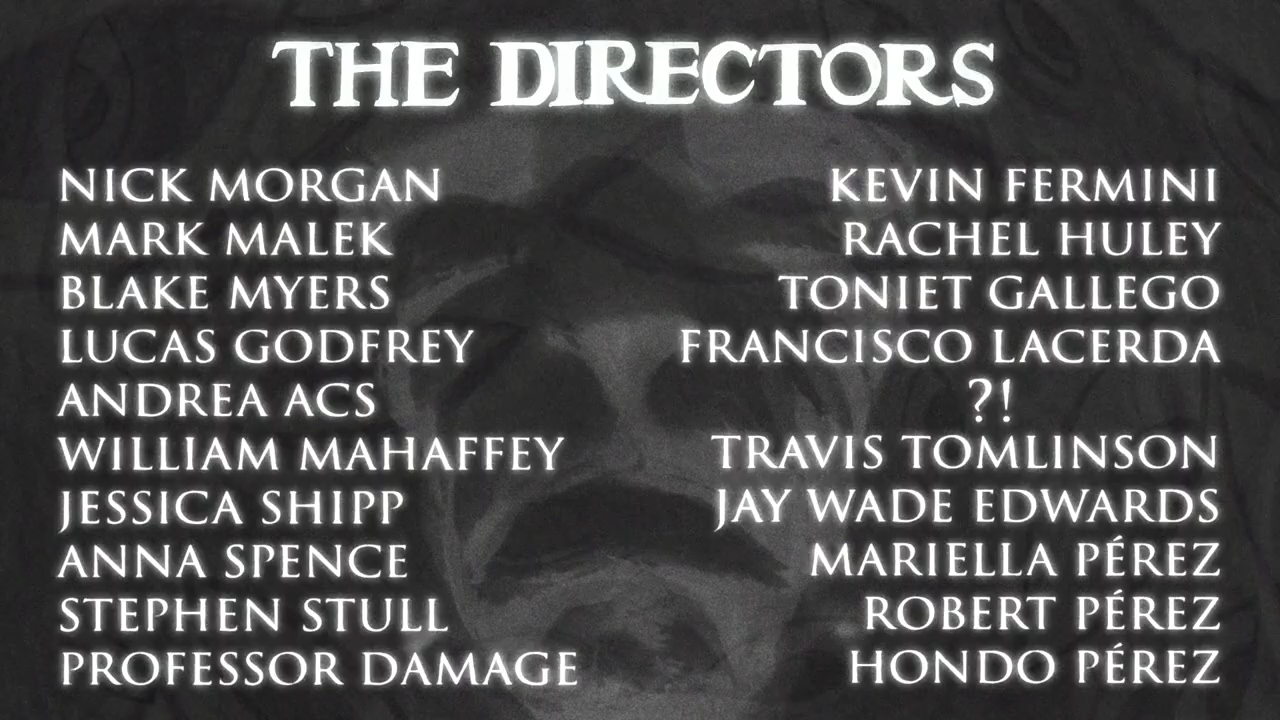 THE DIRECTORS
NICK MORGAN
MARK MALEK
BLAKE MYERS
LUCAS GODFREY
ANDREA ACS
WILLIAM MAHAFFEY
JESSICA SHIPP
ANNA SPENCE
STEPHEN STULL
PROFESSOR DAMAGE
KEVIN FERMINI
RACHEL HULEY
TONIET GALLEGO
FRANCISCO LACERDA
?!
TRAVIS TOMLINSON
JAY WADE EDWARDS
MARIELLA PÉREZ
ROBERT PÉREZ
HONDO PÉREZ